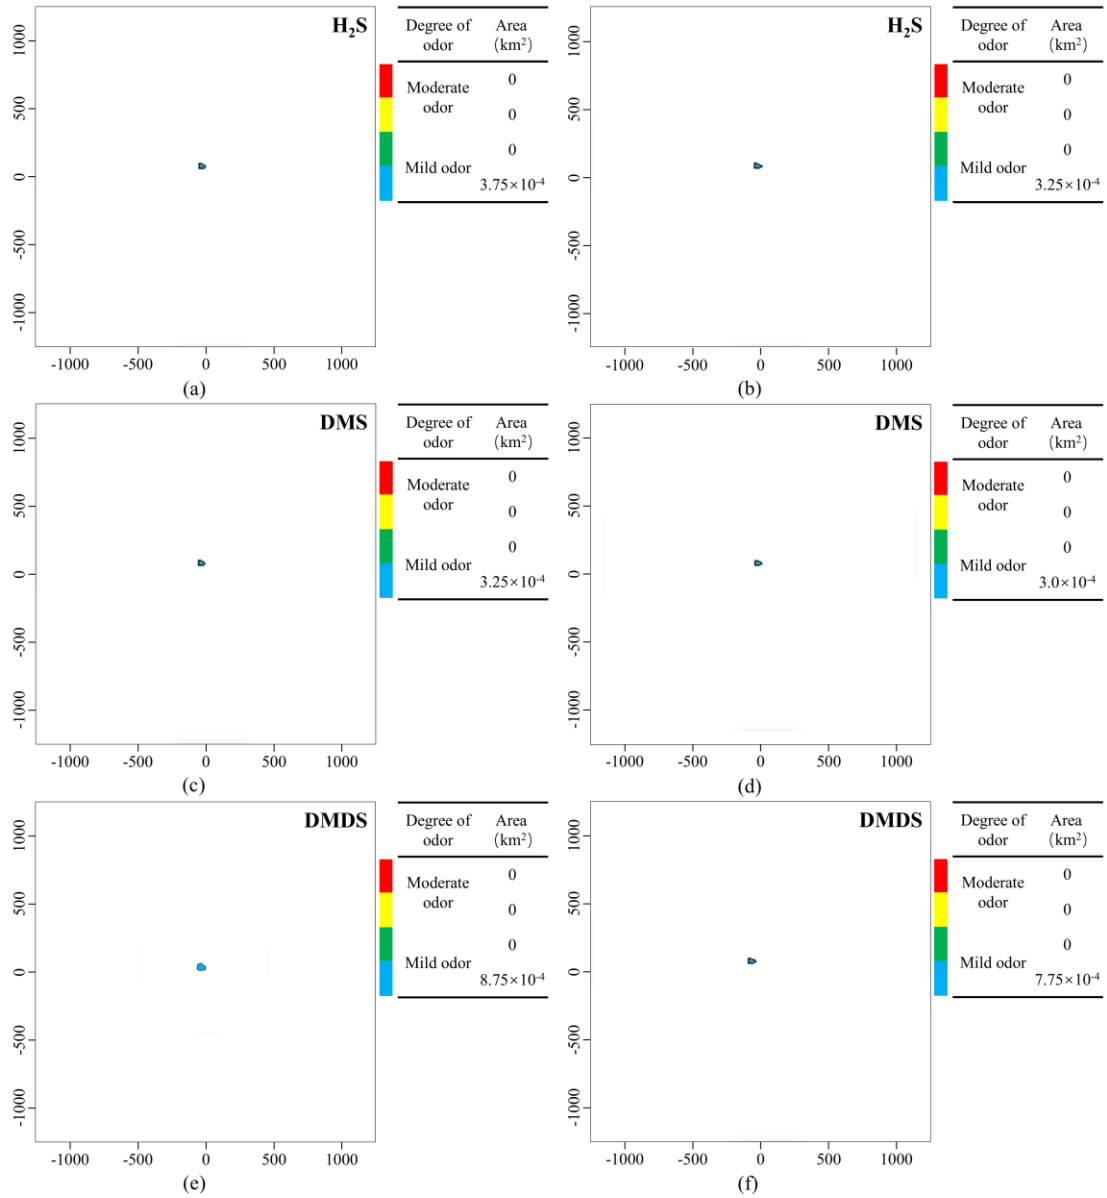 H₂S
1000
500
0
-500
-1000
-1000 -500 0 500 1000
Degree of odor Area (km²)
Moderate odor 0
0
Mild odor 0
3.75×10⁻⁴
(a)
H₂S
1000
500
0
-500
-1000
-1000 -500 0 500 1000
Degree of odor Area (km²)
Moderate odor 0
0
Mild odor 0
3.25×10⁻⁴
(b)
DMS
1000
500
0
-500
-1000
-1000 -500 0 500 1000
Degree of odor Area (km²)
Moderate odor 0
0
Mild odor 0
3.25×10⁻⁴
(c)
DMS
1000
500
0
-500
-1000
-1000 -500 0 500 1000
Degree of odor Area (km²)
Moderate odor 0
0
Mild odor 0
3.0×10⁻⁴
(d)
DMDS
1000
500
0
-500
-1000
-1000 -500 0 500 1000
Degree of odor Area (km²)
Moderate odor 0
0
Mild odor 0
8.75×10⁻⁴
(e)
DMDS
1000
500
0
-500
-1000
-1000 -500 0 500 1000
Degree of odor Area (km²)
Moderate odor 0
0
Mild odor 0
7.75×10⁻⁴
(f)